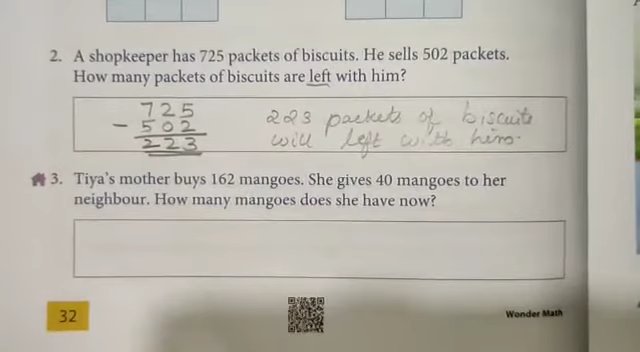 2. A shopkeeper has 725 packets of biscuits. He sells 502 packets.
How many packets of biscuits are left with him?
725
- 502
223
223 packets of biscuits
will left with him.
3. Tiya's mother buys 162 mangoes. She gives 40 mangoes to her
neighbour. How many mangoes does she have now?
32
Wonder Math